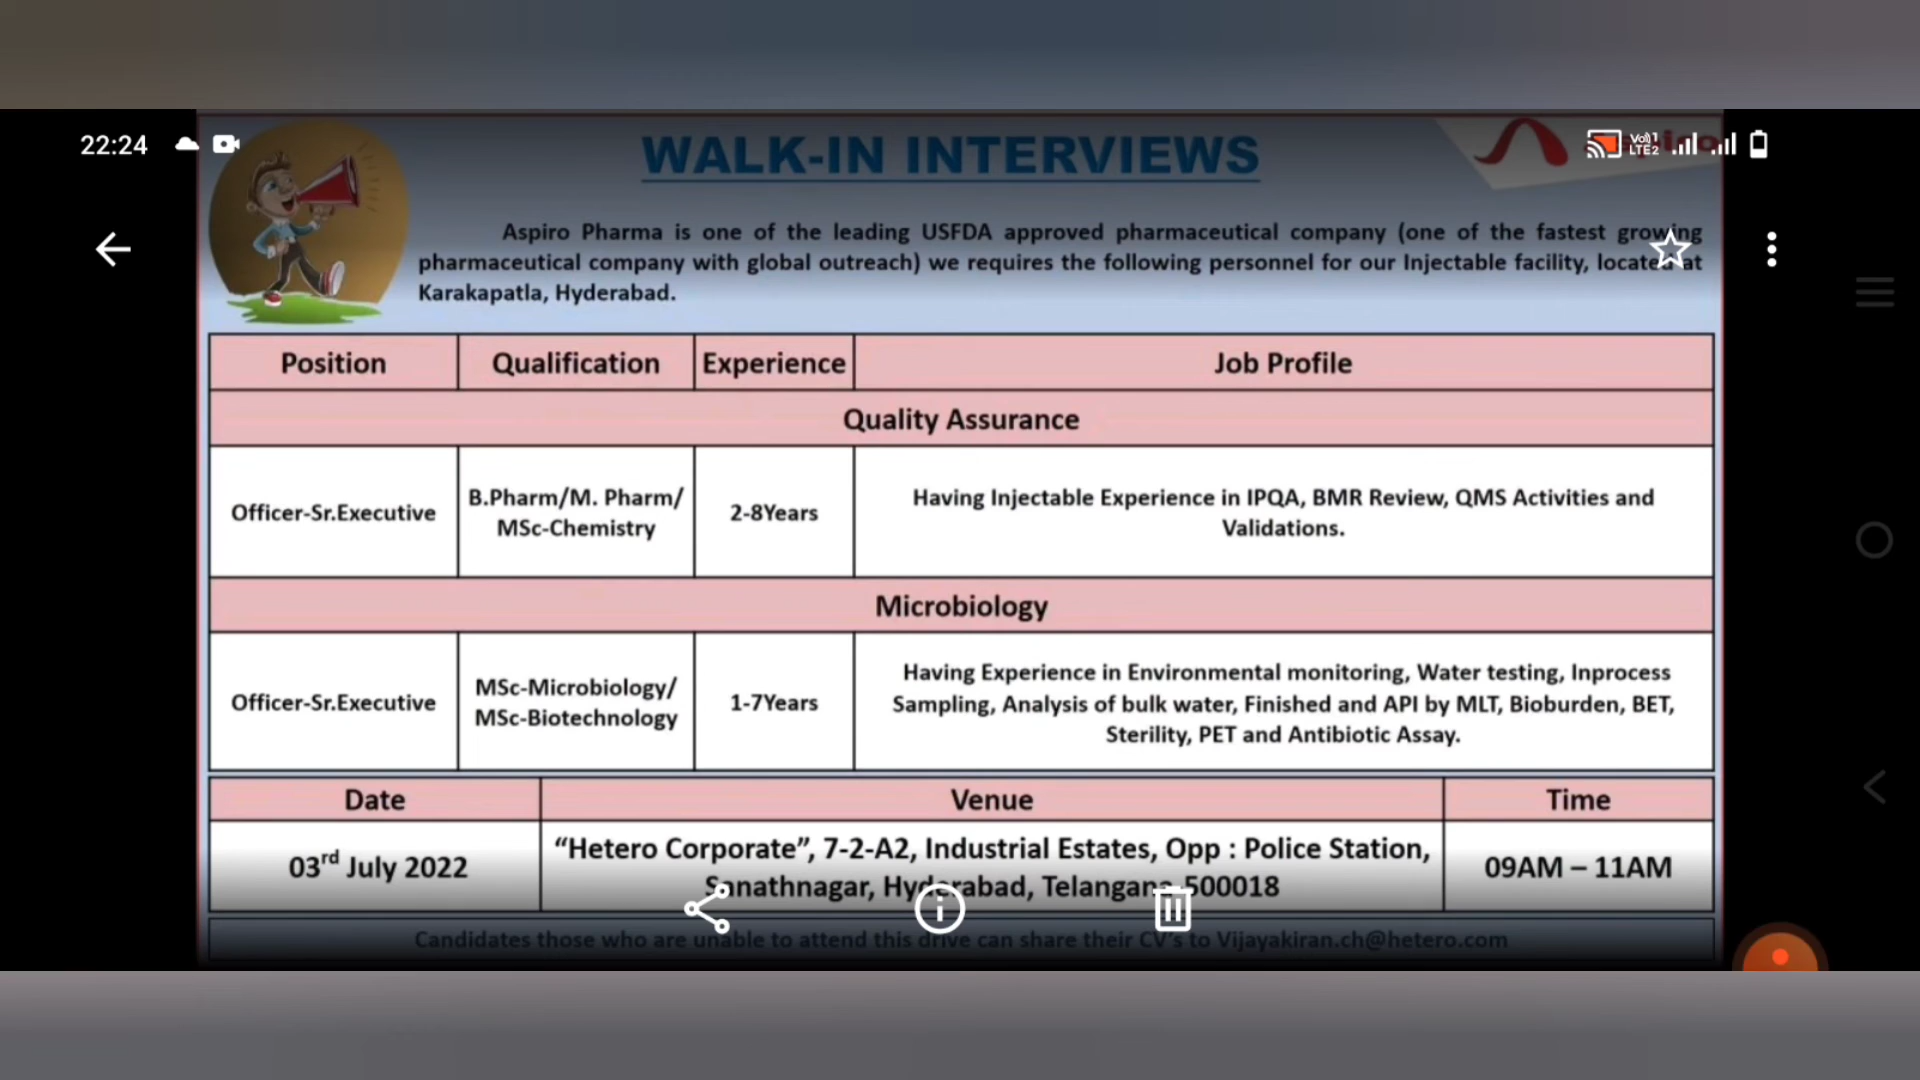 22:24
Vo))1
LTE2
WALK-IN INTERVIEWS
Aspiro Pharma is one of the leading USFDA approved pharmaceutical company (one of the fastest growing
pharmaceutical company with global outreach) we requires the following personnel for our Injectable facility, located at
Karakapatla, Hyderabad.
Position Qualification Experience Job Profile
Quality Assurance
Officer-Sr.Executive
B.Pharm/M. Pharm/
MSc-Chemistry
2-8Years
Having Injectable Experience in IPQA, BMR Review, QMS Activities and
Validations.
Microbiology
Officer-Sr.Executive
MSc-Microbiology/
MSc-Biotechnology
1-7Years
Having Experience in Environmental monitoring, Water testing, Inprocess
Sampling, Analysis of bulk water, Finished and API by MLT, Bioburden, BET,
Sterility, PET and Antibiotic Assay.
Date Venue Time
03rd July 2022
“Hetero Corporate”, 7-2-A2, Industrial Estates, Opp : Police Station,
Sanathnagar, Hyderabad, Telangana-500018
09AM – 11AM
Candidates those who are unable to attend this drive can share their CV's to Vijayakiran.ch@hetero.com